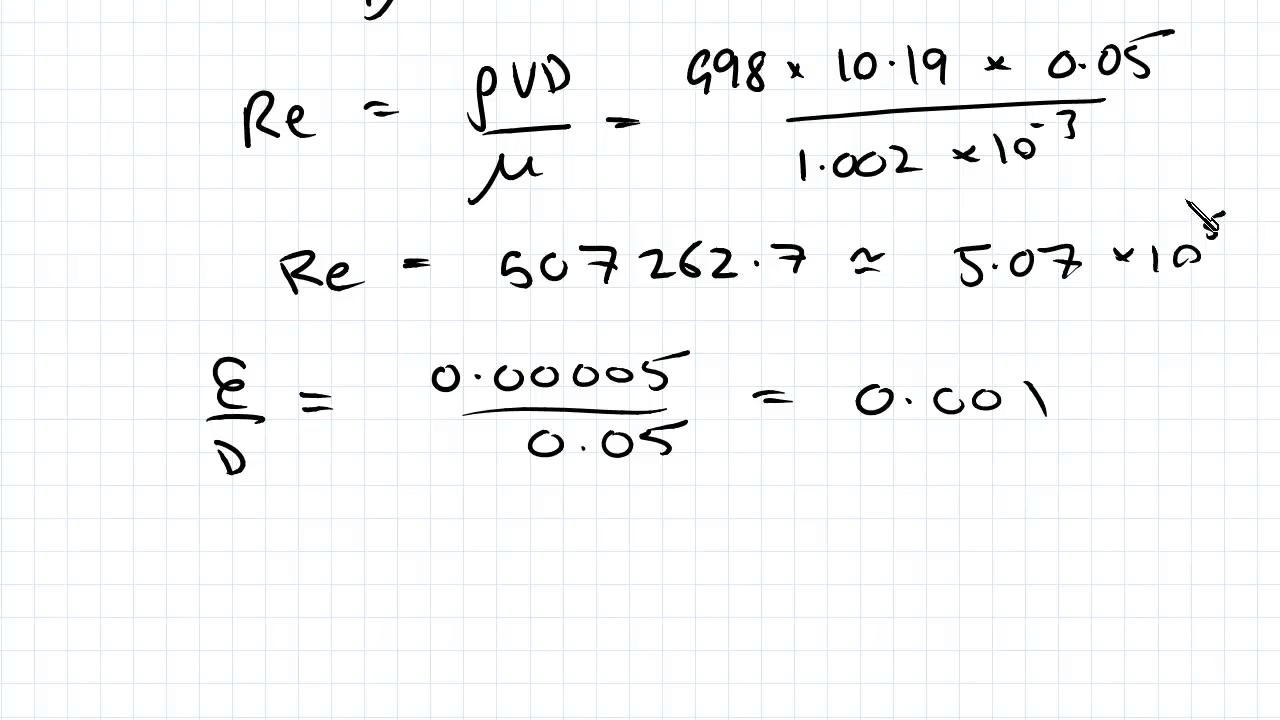 D
Re = ρVD/μ = 998 × 10.19 × 0.05 / 1.002 × 10⁻³
Re = 507262.7 ≃ 5.07 × 10⁵
ε/D = 0.00005/0.05 = 0.001